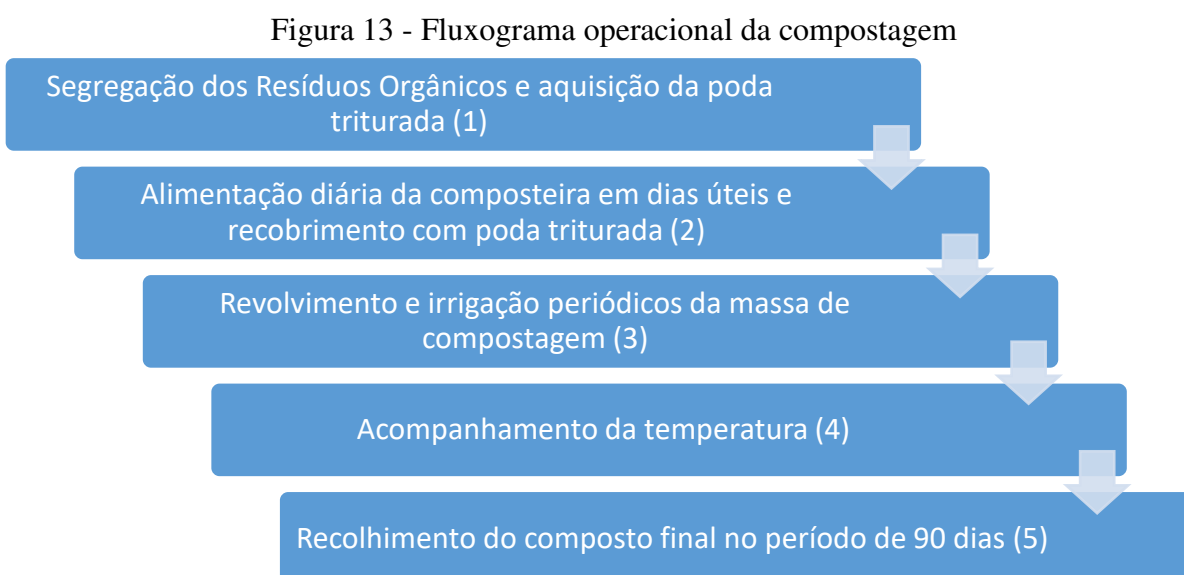 Figura 13 - Fluxograma operacional da compostagem
Segregação dos Resíduos Orgânicos e aquisição da poda
triturada (1)
Alimentação diária da composteira em dias úteis e
recobrimento com poda triturada (2)
Revolvimento e irrigação periódicos da massa de
compostagem (3)
Acompanhamento da temperatura (4)
Recolhimento do composto final no período de 90 dias (5)